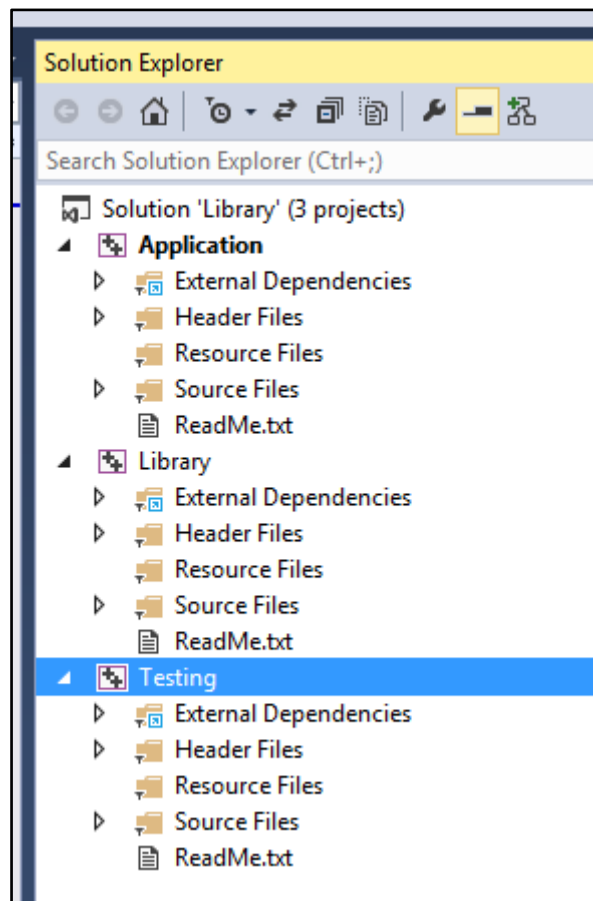 Solution Explorer
Search Solution Explorer (Ctrl+;)
Solution 'Library' (3 projects)
Application
External Dependencies
Header Files
Resource Files
Source Files
ReadMe.txt
Library
External Dependencies
Header Files
Resource Files
Source Files
ReadMe.txt
Testing
External Dependencies
Header Files
Resource Files
Source Files
ReadMe.txt